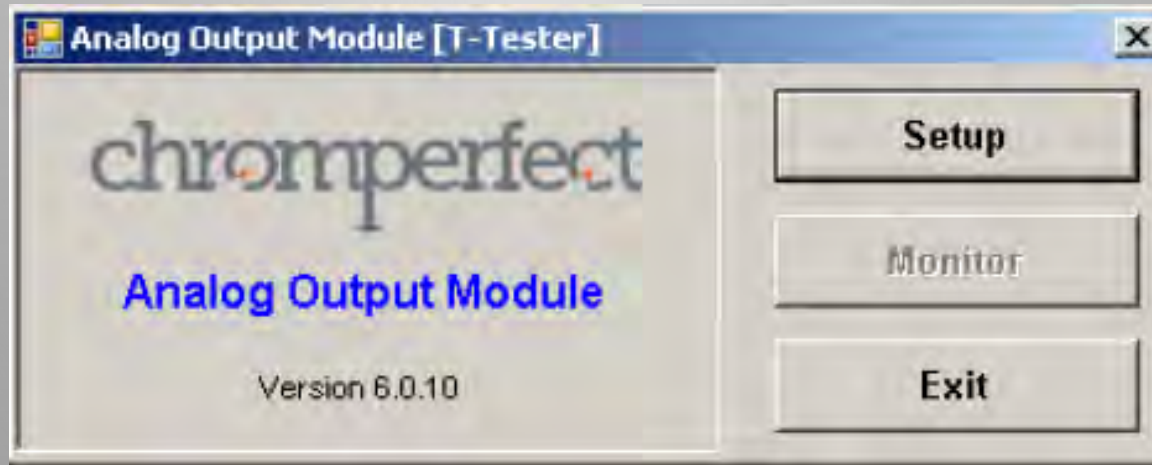 Analog Output Module [T-Tester]
chromperfect
Analog Output Module
Version 6.0.10
Setup
Monitor
Exit